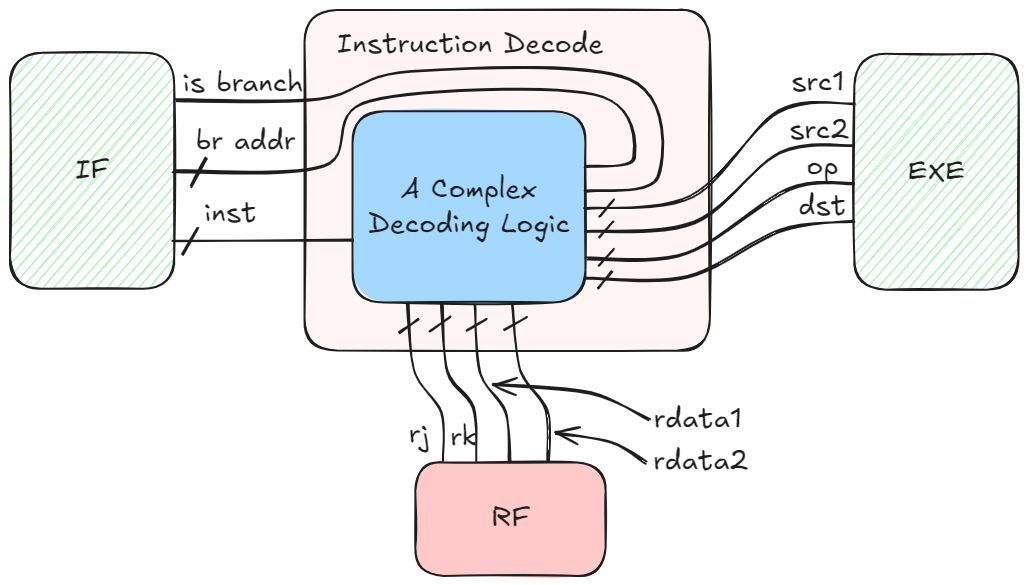 Instruction Decode
is branch
br addr
inst
IF
A Complex
Decoding Logic
src1
src2
op
dst
EXE
rj
rk
rdata1
rdata2
RF